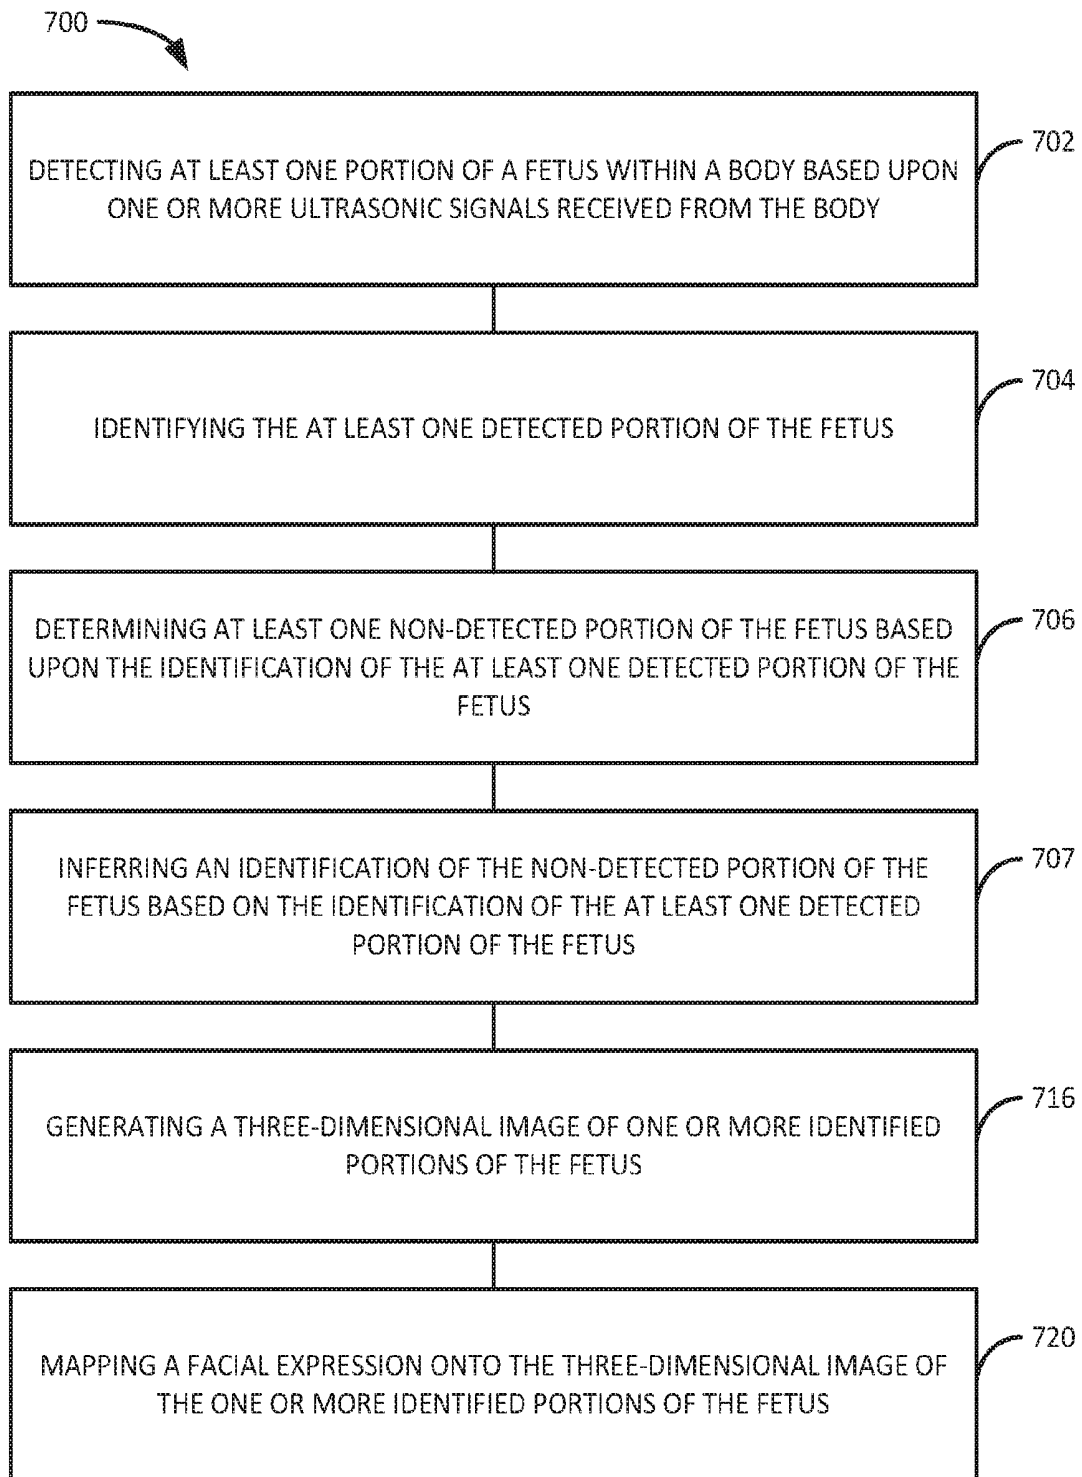 700
DETECTING AT LEAST ONE PORTION OF A FETUS WITHIN A BODY BASED UPON
ONE OR MORE ULTRASONIC SIGNALS RECEIVED FROM THE BODY
702
IDENTIFYING THE AT LEAST ONE DETECTED PORTION OF THE FETUS
704
DETERMINING AT LEAST ONE NON-DETECTED PORTION OF THE FETUS BASED
UPON THE IDENTIFICATION OF THE AT LEAST ONE DETECTED PORTION OF THE
FETUS
706
INFERRING AN IDENTIFICATION OF THE NON-DETECTED PORTION OF THE
FETUS BASED ON THE IDENTIFICATION OF THE AT LEAST ONE DETECTED
PORTION OF THE FETUS
707
GENERATING A THREE-DIMENSIONAL IMAGE OF ONE OR MORE IDENTIFIED
PORTIONS OF THE FETUS
716
MAPPING A FACIAL EXPRESSION ONTO THE THREE-DIMENSIONAL IMAGE OF
THE ONE OR MORE IDENTIFIED PORTIONS OF THE FETUS
720